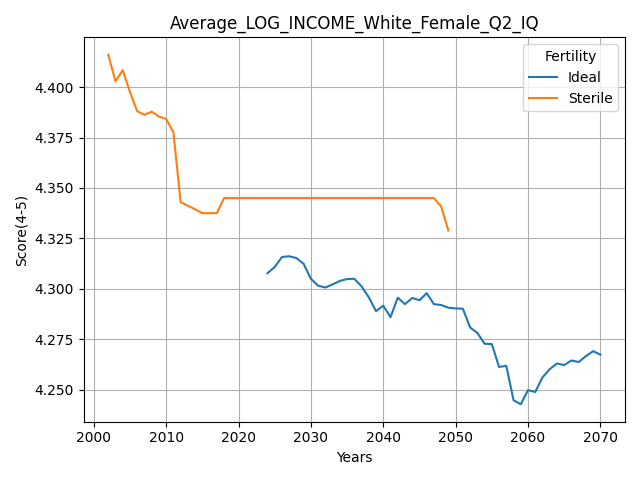 Average_LOG_INCOME_White_Female_Q2_IQ
Fertility
Ideal
Sterile
Score(4-5)
4.400
4.375
4.350
4.325
4.300
4.275
4.250
2000 2010 2020 2030 2040 2050 2060 2070
Years